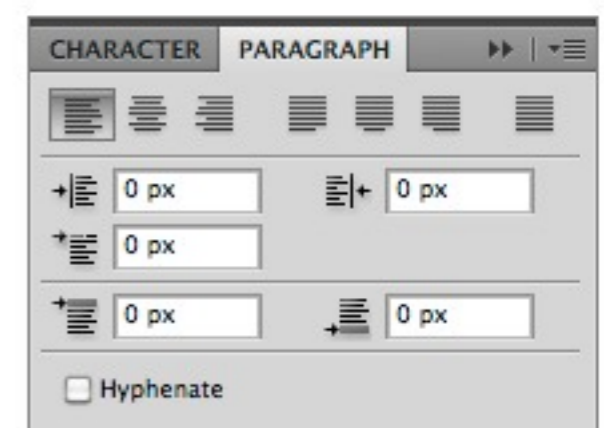 CHARACTER PARAGRAPH
0 px 0 px
0 px
0 px 0 px
Hyphenate